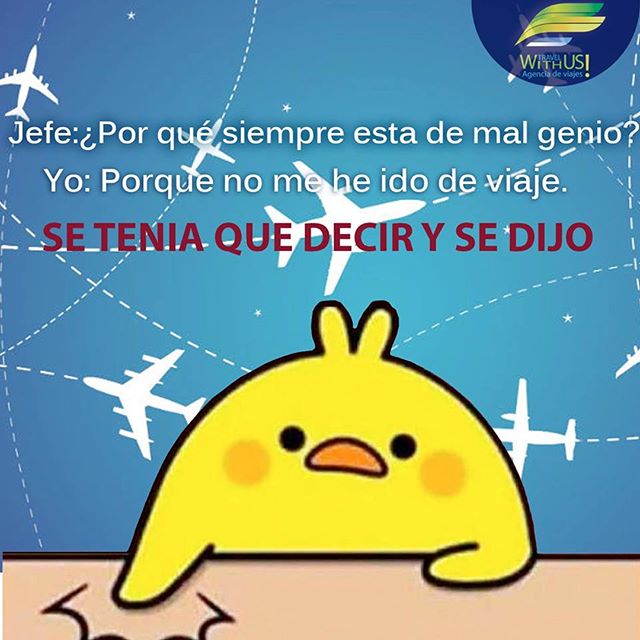 TRAVEL
WITH US!
Agencia de viajes
Jefe:¿Por qué siempre esta de mal genio?
Yo: Porque no me he ido de viaje.
SE TENIA QUE DECIR Y SE DIJO